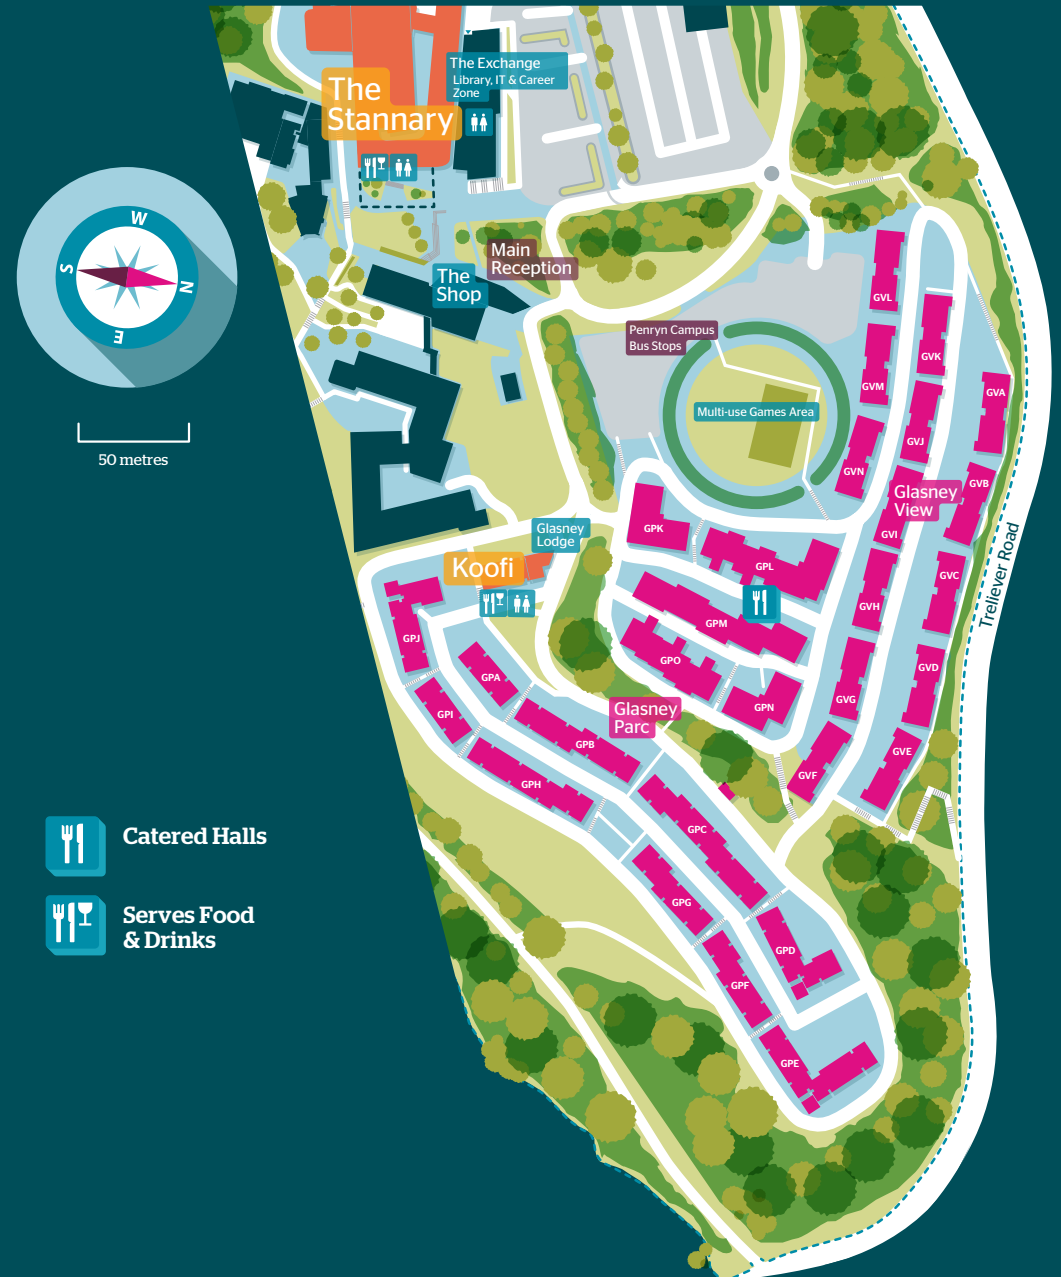 The Exchange
Library, IT & Career
Zone
The
Stannary
W
S
N
E
50 metres
Main
Reception
The
Shop
Penryn Campus
Bus Stops
Multi-use Games Area
GVL
GVK
GVM
GVA
GVJ
GVN
GVB
Glasney
View
GVI
GPK
Glasney
Lodge
Koofi
GPL
GVC
Treliever Road
GVH
GPM
GPJ
GPO
GVD
GPA
GVG
GPN
GPI
Glasney
Parc
GPB
GVE
GVF
GPH
GPC
Catered Halls
GPG
Serves Food
& Drinks
GPD
GPF
GPE